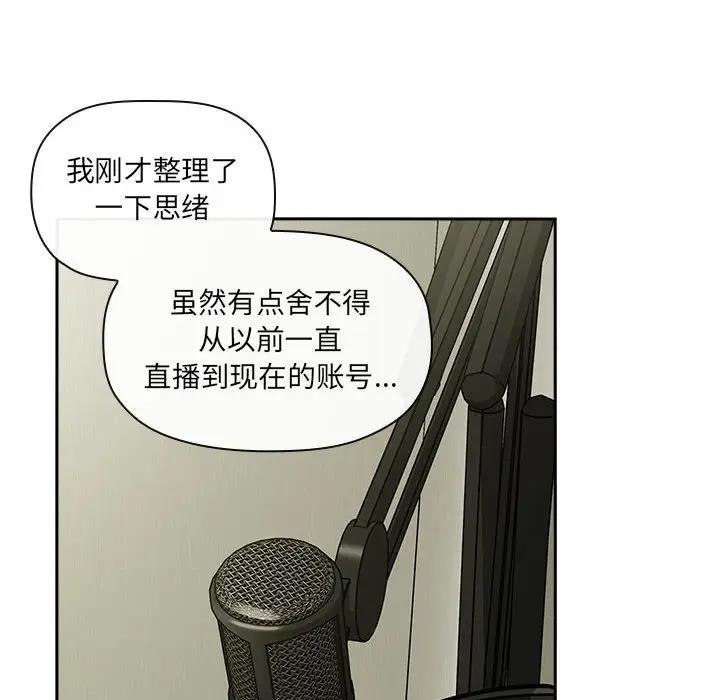 我刚才整理了
一下思绪
虽然有点舍不得
从以前一直
直播到现在的账号...